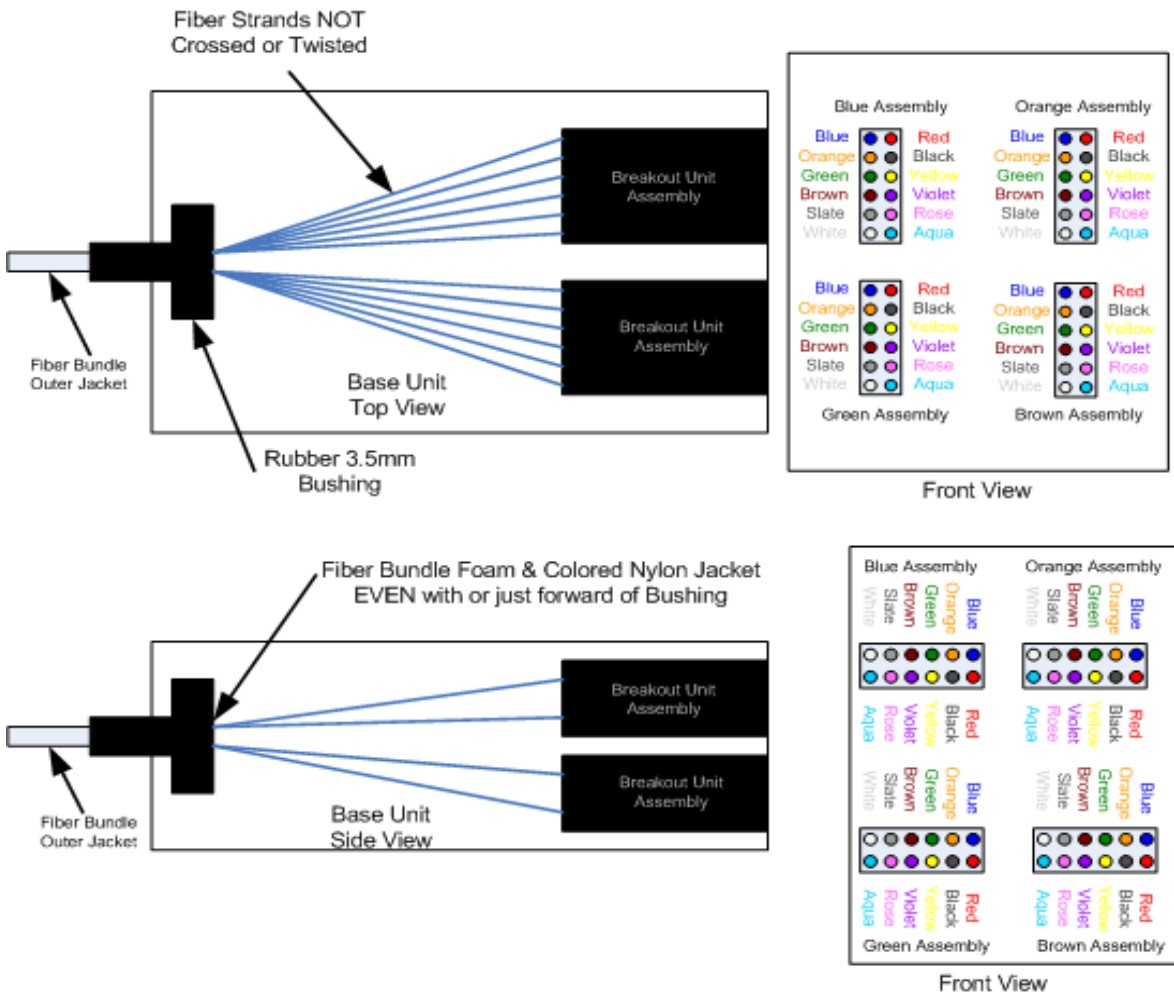 Fiber Strands NOT
Crossed or Twisted
Breakout Unit
Assembly
Breakout Unit
Assembly
Fiber Bundle
Outer Jacket
Base Unit
Top View
Rubber 3.5mm
Bushing
Blue Assembly
Blue Red
Orange Black
Green Yellow
Brown Violet
Slate Rose
White Aqua
Orange Assembly
Blue Red
Orange Black
Green Yellow
Brown Violet
Slate Rose
White Aqua
Blue Red
Orange Black
Green Yellow
Brown Violet
Slate Rose
White Aqua
Green Assembly
Blue Red
Orange Black
Green Yellow
Brown Violet
Slate Rose
White Aqua
Brown Assembly
Front View
Fiber Bundle Foam & Colored Nylon Jacket
EVEN with or just forward of Bushing
Breakout Unit
Assembly
Breakout Unit
Assembly
Fiber Bundle
Outer Jacket
Base Unit
Side View
Blue Assembly
White
Slate
Brown
Green
Orange
Blue
Aqua
Rose
Violet
Yellow
Black
Red
Orange Assembly
White
Slate
Brown
Green
Orange
Blue
Aqua
Rose
Violet
Yellow
Black
Red
White
Slate
Brown
Green
Orange
Blue
Aqua
Rose
Violet
Yellow
Black
Red
Green Assembly
White
Slate
Brown
Green
Orange
Blue
Aqua
Rose
Violet
Yellow
Black
Red
Brown Assembly
Front View